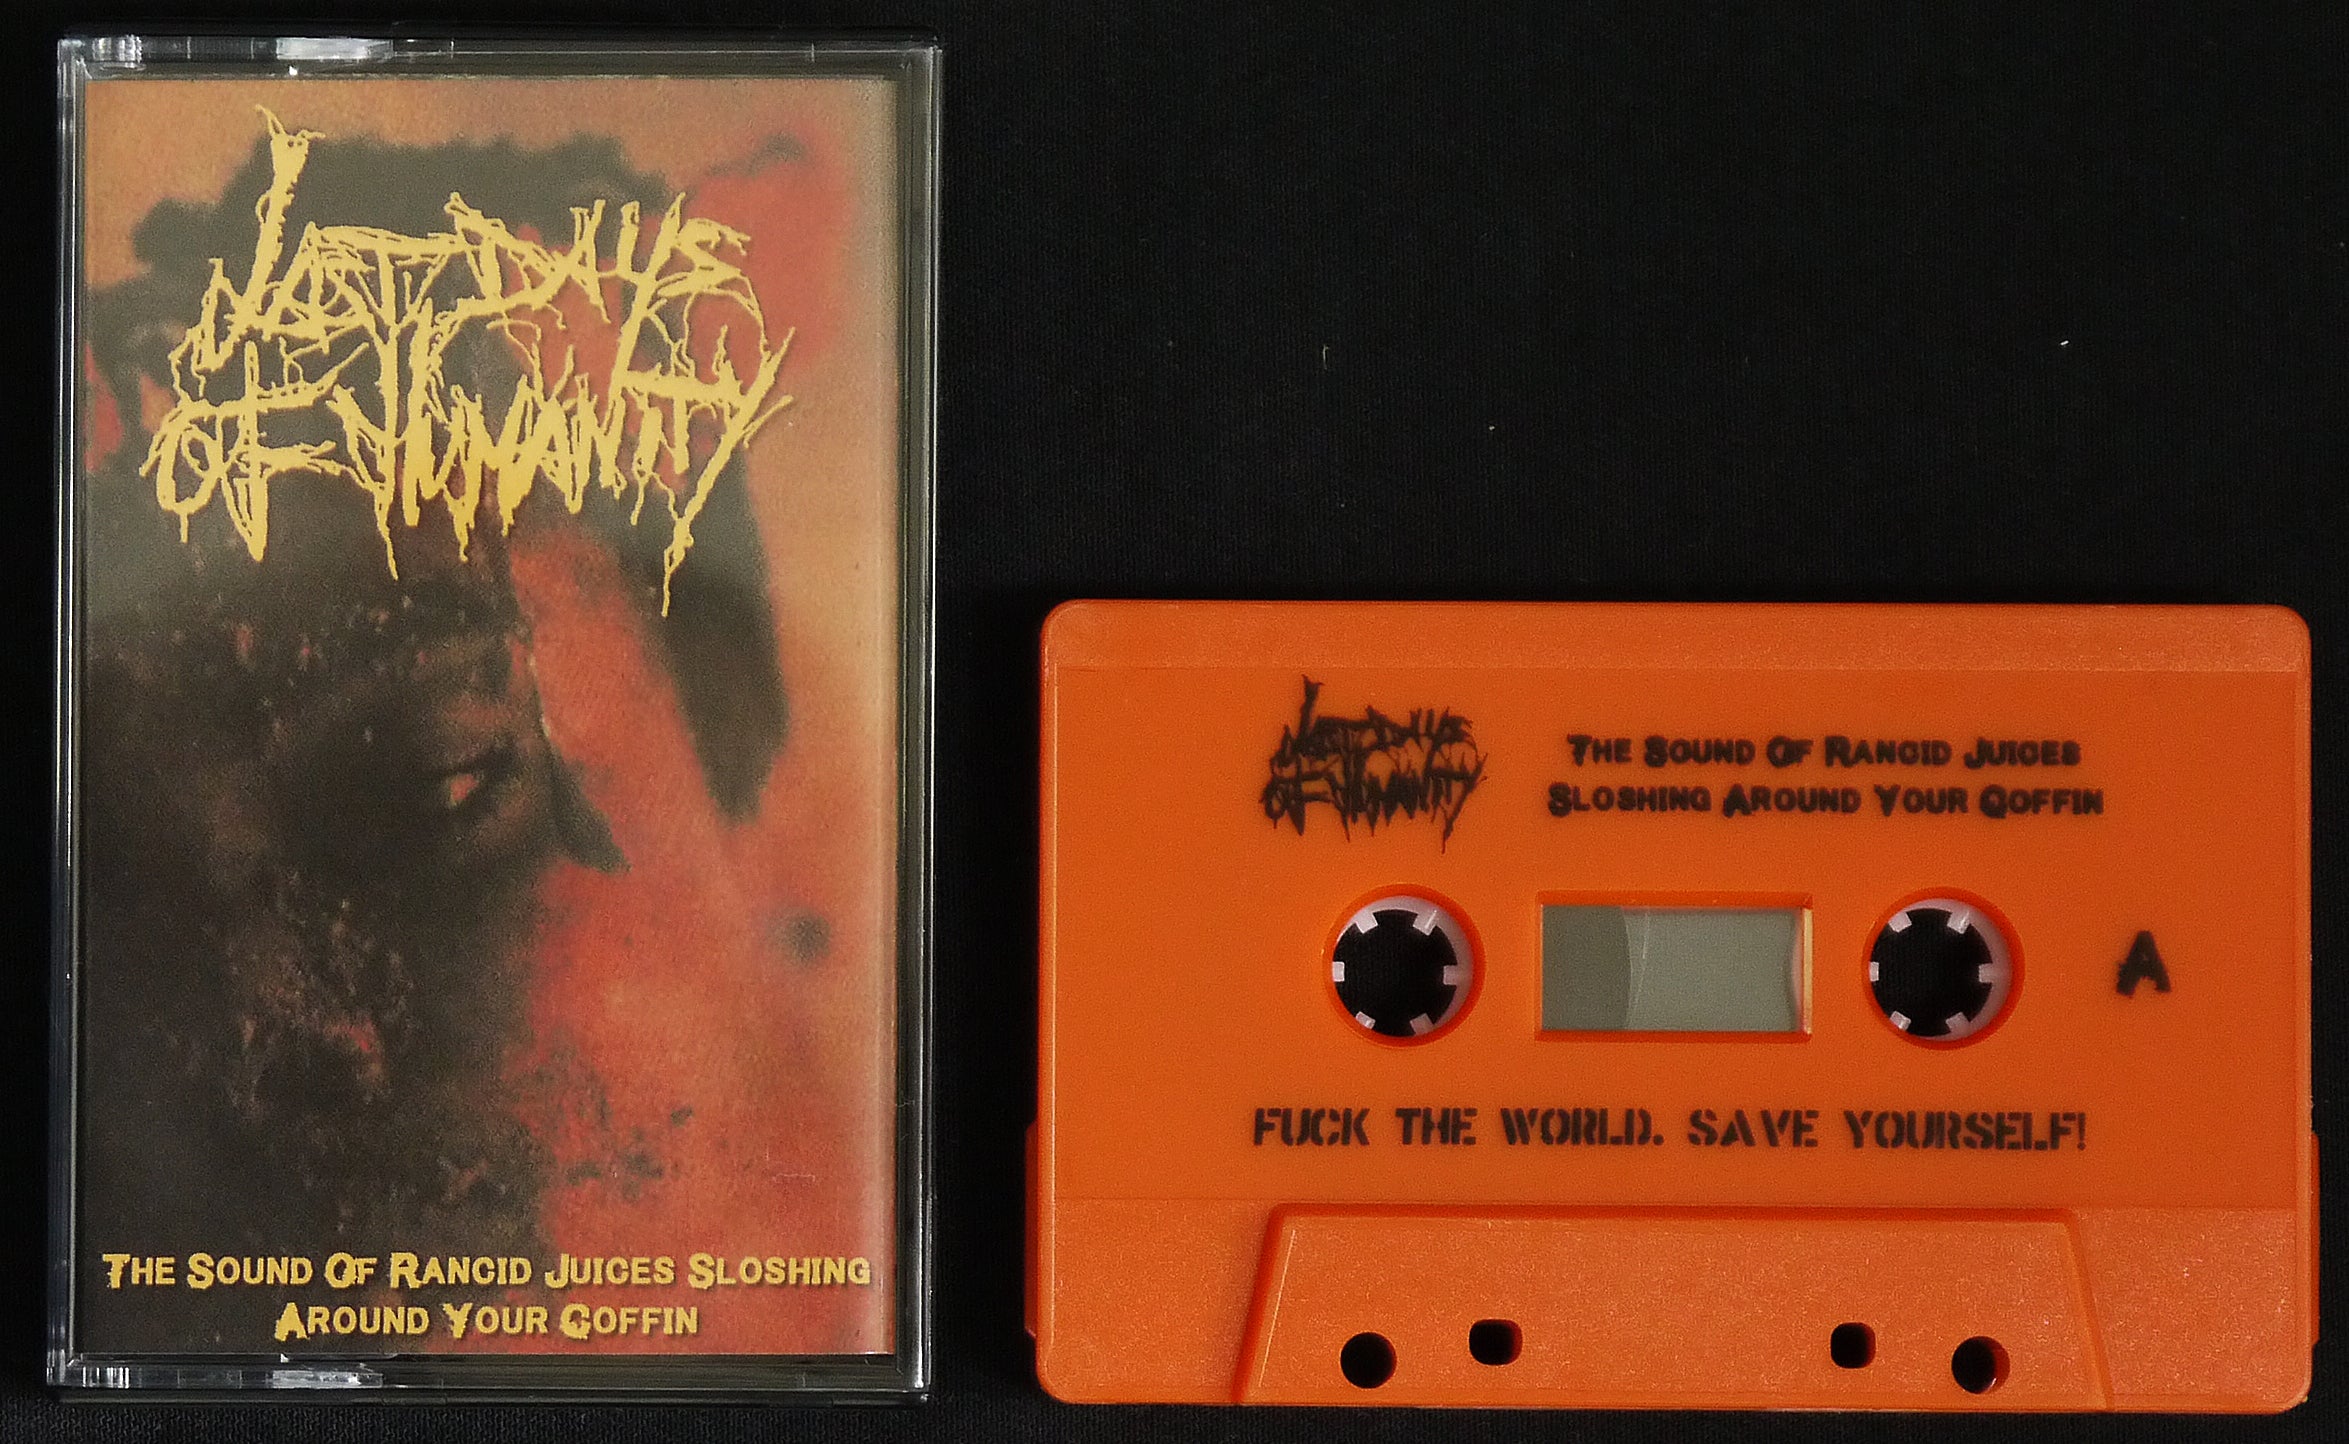 Last Days
Of Humanity
The Sound Of Rancid Juices Sloshing
Around Your Coffin
Last Days
Of Humanity
The Sound Of Rancid Juices
Sloshing Around Your Coffin
A
FUCK THE WORLD. SAVE YOURSELF!